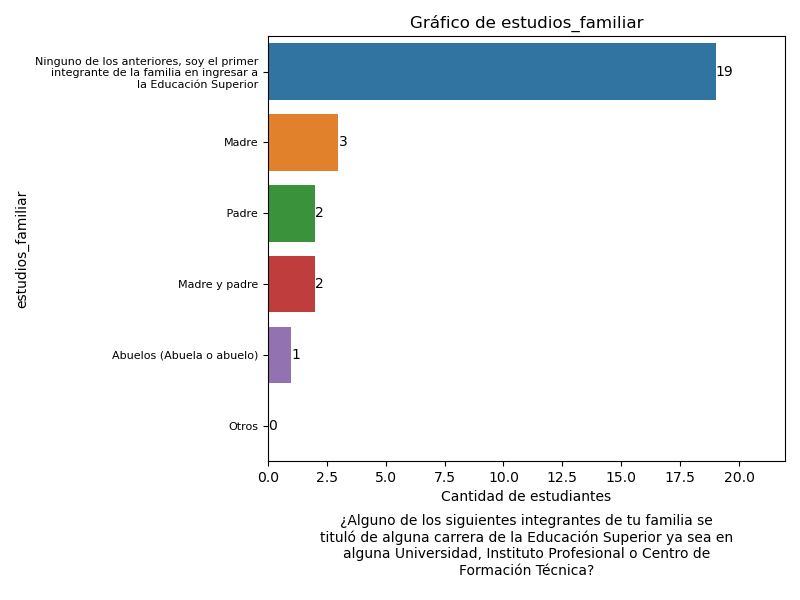 Gráfico de estudios_familiar
Ninguno de los anteriores, soy el primer
integrante de la familia en ingresar a
la Educación Superior
19
Madre
3
Padre
2
Madre y padre
2
Abuelos (Abuela o abuelo)
1
Otros
0
estudios_familiar
0.0 2.5 5.0 7.5 10.0 12.5 15.0 17.5 20.0
Cantidad de estudiantes
¿Alguno de los siguientes integrantes de tu familia se
tituló de alguna carrera de la Educación Superior ya sea en
alguna Universidad, Instituto Profesional o Centro de
Formación Técnica?